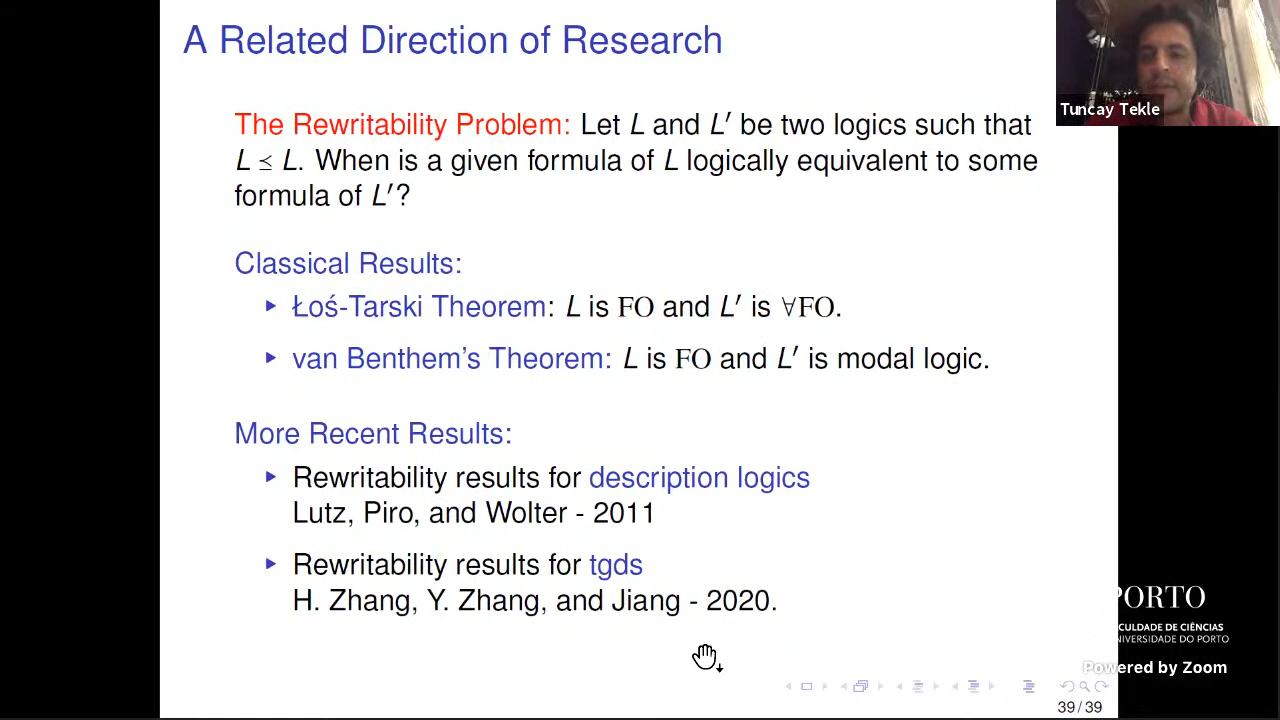 A Related Direction of Research
Tuncay Tekle
The Rewritability Problem: Let L and L′ be two logics such that
L ⪯ L. When is a given formula of L logically equivalent to some
formula of L′?
Classical Results:
Łoś-Tarski Theorem: L is FO and L′ is ∀FO.
van Benthem's Theorem: L is FO and L′ is modal logic.
More Recent Results:
Rewritability results for description logics
Lutz, Piro, and Wolter - 2011
Rewritability results for tgds
H. Zhang, Y. Zhang, and Jiang - 2020.
PORTO
CULDADE DE CIÊNCIAS
NIVERSIDADE DO PORTO
Powered by Zoom
39/39